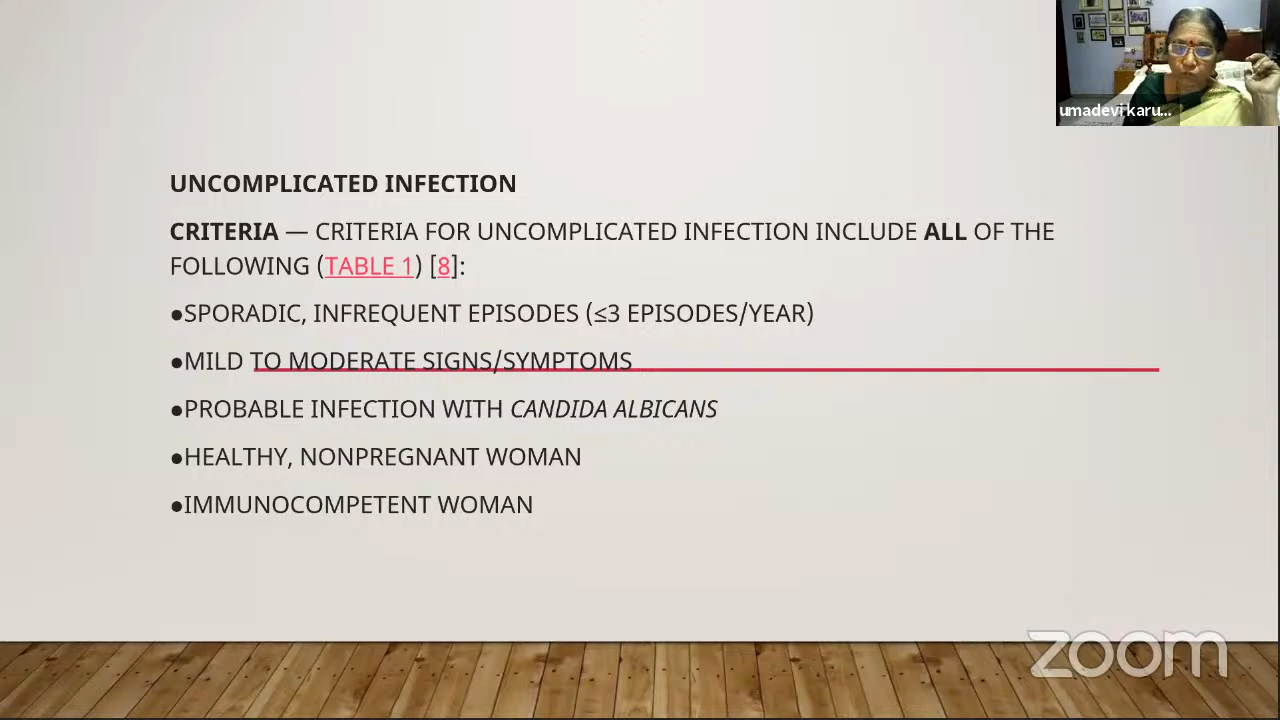 umadevi karu...
UNCOMPLICATED INFECTION
CRITERIA — CRITERIA FOR UNCOMPLICATED INFECTION INCLUDE ALL OF THE
FOLLOWING (TABLE 1) [8]:
●SPORADIC, INFREQUENT EPISODES (≤3 EPISODES/YEAR)
●MILD TO MODERATE SIGNS/SYMPTOMS
●PROBABLE INFECTION WITH CANDIDA ALBICANS
●HEALTHY, NONPREGNANT WOMAN
●IMMUNOCOMPETENT WOMAN
zoom